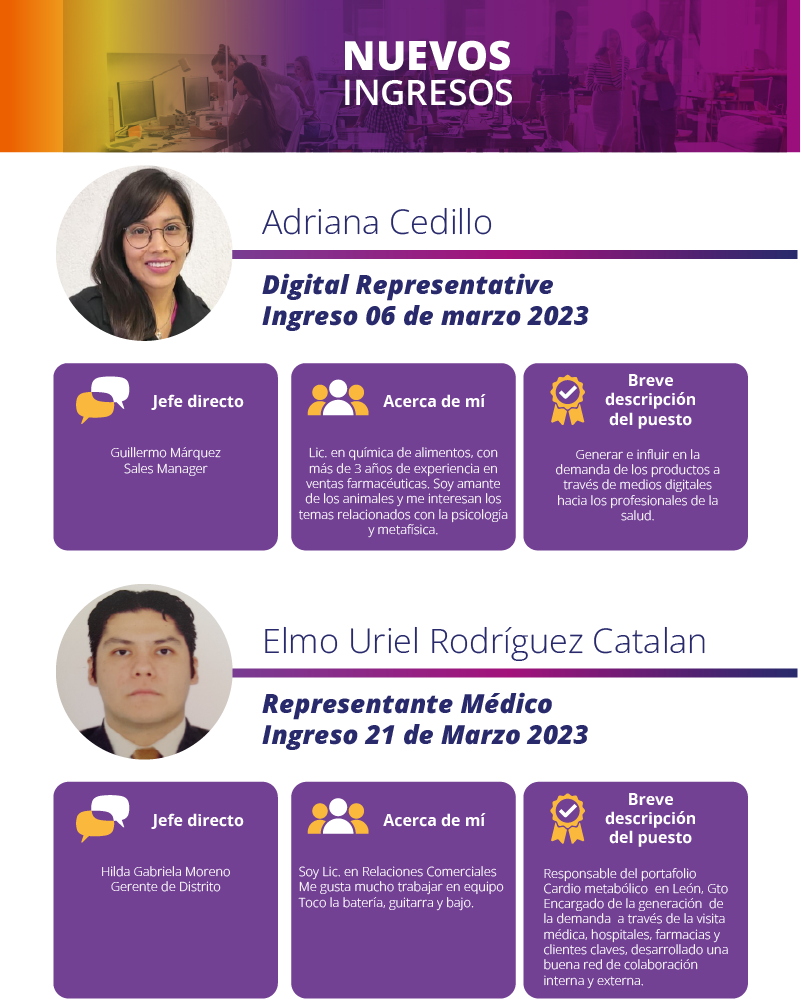 NUEVOS
INGRESOS
Adriana Cedillo
Digital Representative
Ingreso 06 de marzo 2023
Jefe directo
Guillermo Márquez
Sales Manager
Acerca de mí
Lic. en química de alimentos, con
más de 3 años de experiencia en
ventas farmacéuticas. Soy amante
de los animales y me interesan los
temas relacionados con la psicología
y metafísica.
Breve
descripción
del puesto
Generar e influir en la
demanda de los productos a
través de medios digitales
hacia los profesionales de la
salud.
Elmo Uriel Rodríguez Catalan
Representante Médico
Ingreso 21 de Marzo 2023
Jefe directo
Hilda Gabriela Moreno
Gerente de Distrito
Acerca de mí
Soy Lic. en Relaciones Comerciales
Me gusta mucho trabajar en equipo
Toco la batería, guitarra y bajo.
Breve
descripción
del puesto
Responsable del portafolio
Cardio metabólico  en León, Gto
Encargado de la generación  de
la demanda  a través de la visita
médica, hospitales, farmacias y
clientes claves, desarrollado una
buena red de colaboración
interna y externa.